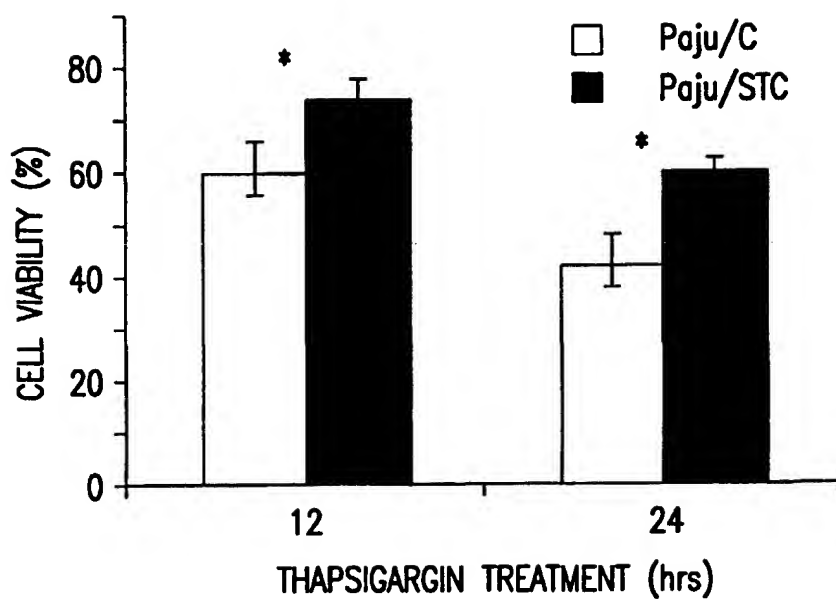 Paju/C
Paju/STC
*
*
80
60
40
20
0
CELL VIABILITY (%)
12
24
THAPSIGARGIN TREATMENT (hrs)